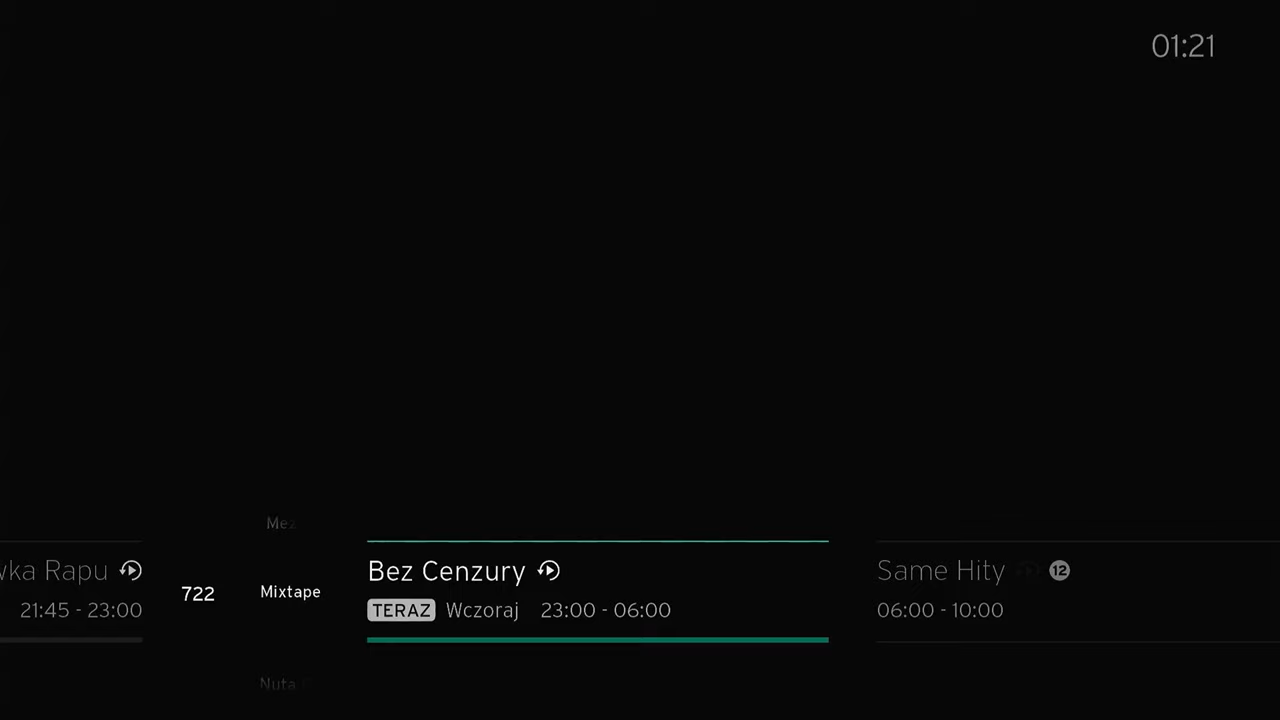 01:21
Rapu
21:45 - 23:00
722
Mixtape
Bez Cenzury
TERAZ Wczoraj 23:00 - 06:00
Same Hity 12
06:00 - 10:00
Nuta